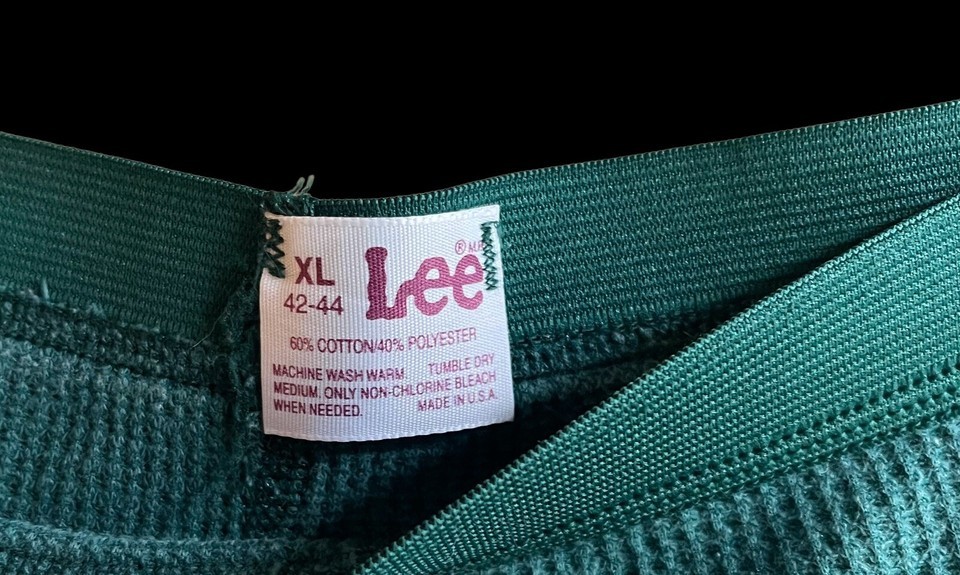 XL Lee ® M.R.
42-44
60% COTTON/40% POLYESTER
MACHINE WASH WARM TUMBLE DRY
MEDIUM. ONLY NON-CHLORINE BLEACH
WHEN NEEDED. MADE IN U.S.A.